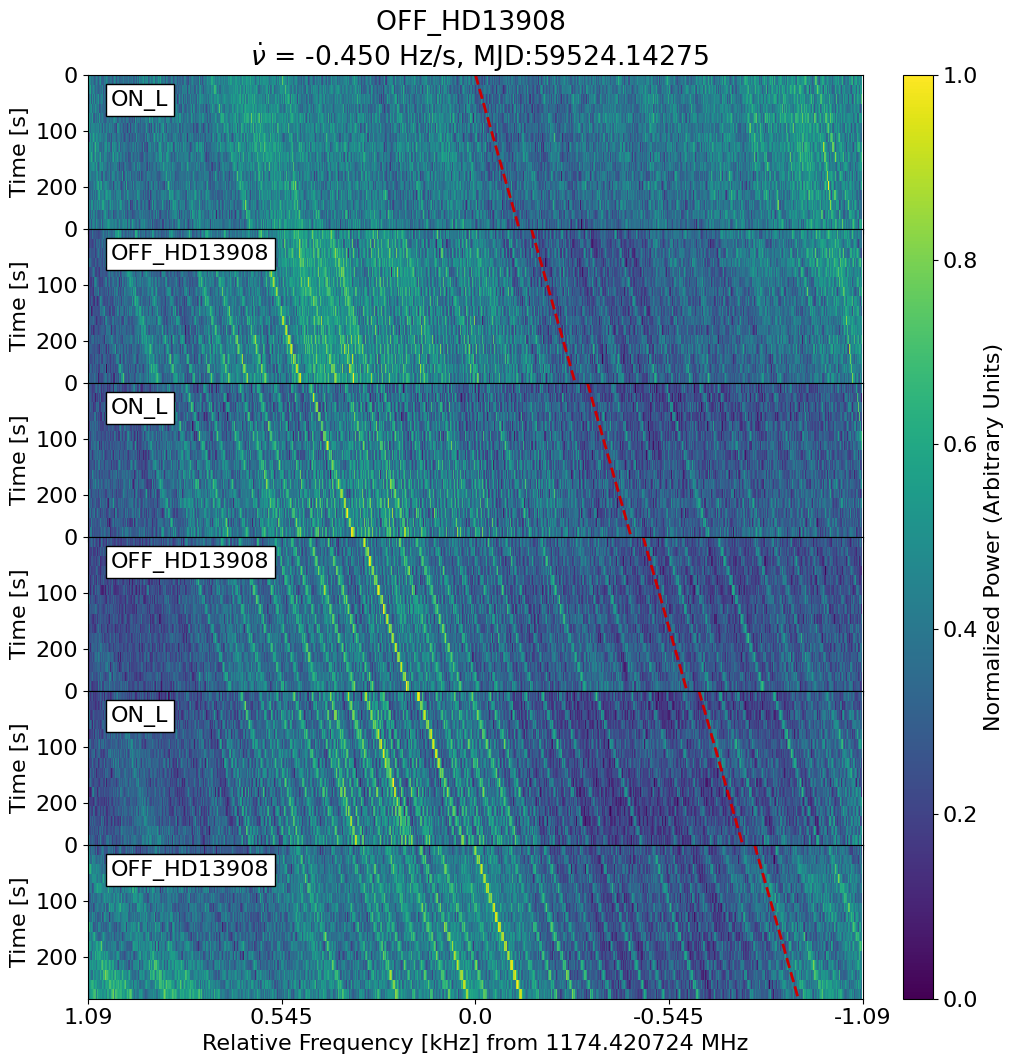 OFF_HD13908
ν̇ = -0.450 Hz/s, MJD:59524.14275
ON_L
OFF_HD13908
ON_L
OFF_HD13908
ON_L
OFF_HD13908
Time [s]
Time [s]
Time [s]
Time [s]
Time [s]
Time [s]
0
100
200
0
100
200
0
100
200
0
100
200
0
100
200
0
100
200
1.09
0.545
0.0
-0.545
-1.09
Relative Frequency [kHz] from 1174.420724 MHz
1.0
0.8
0.6
0.4
0.2
0.0
Normalized Power (Arbitrary Units)